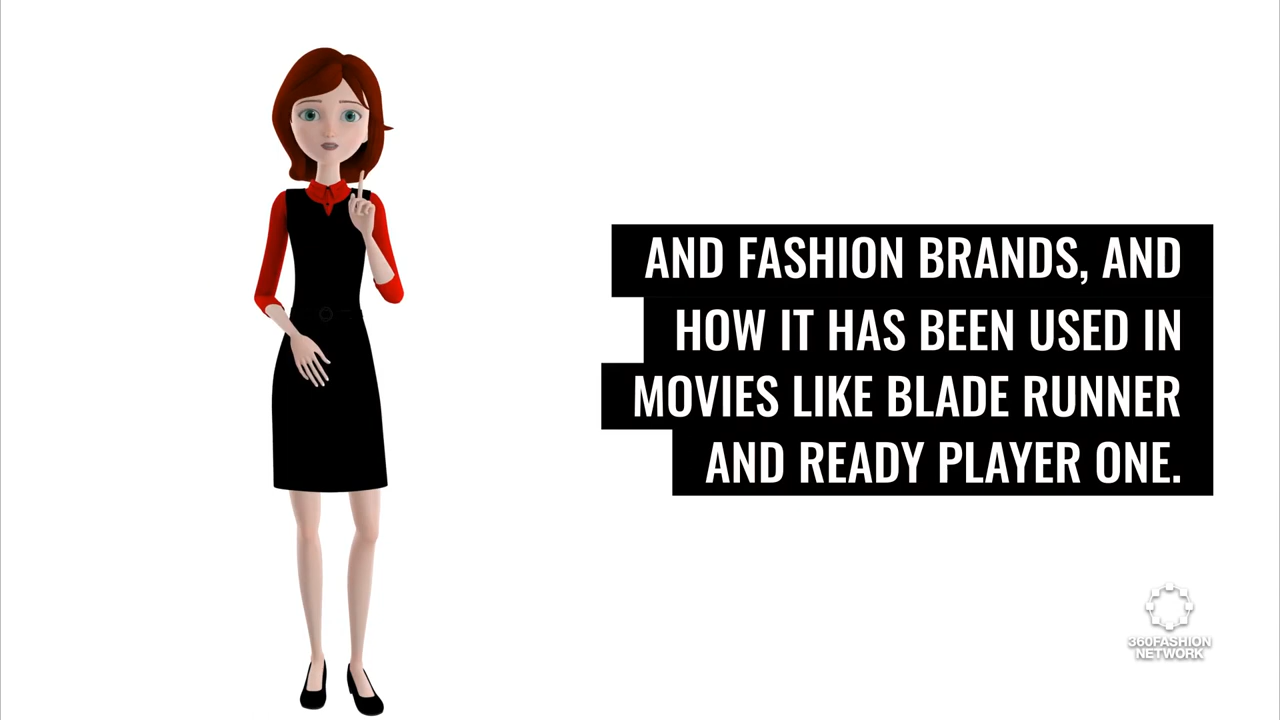 AND FASHION BRANDS, AND
HOW IT HAS BEEN USED IN
MOVIES LIKE BLADE RUNNER
AND READY PLAYER ONE.
360FASHION
NETWORK